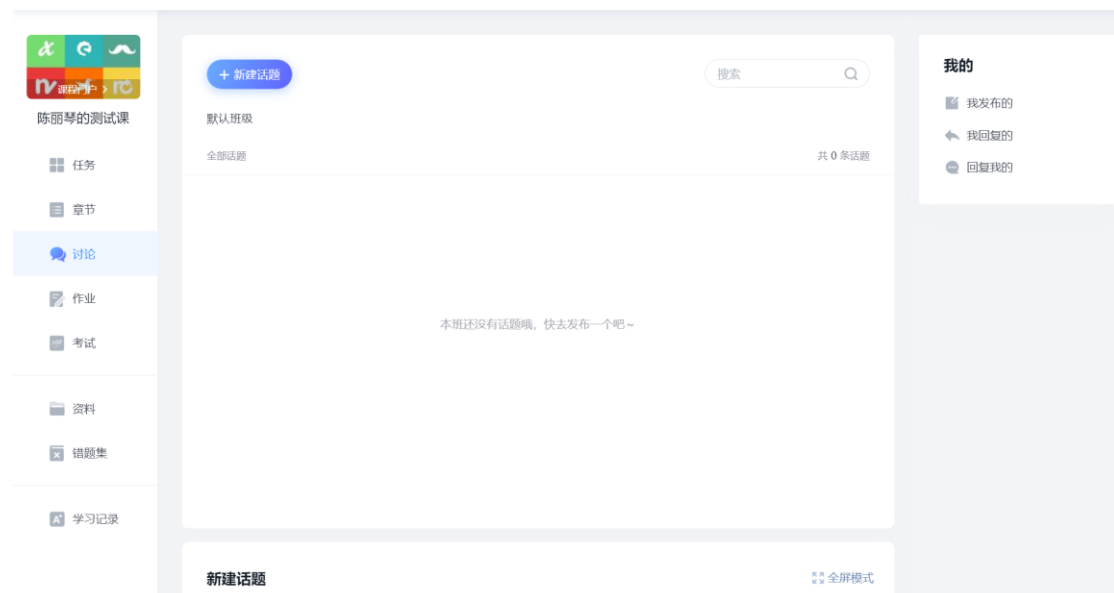 课程门户 >
陈丽琴的测试课
任务
章节
讨论
作业
考试
资料
错题集
学习记录
+ 新建话题
搜索
默认班级
全部话题
共 0 条话题
本班还没有话题哦，快去发布一个吧~
新建话题
全屏模式
我的
我发布的
我回复的
回复我的